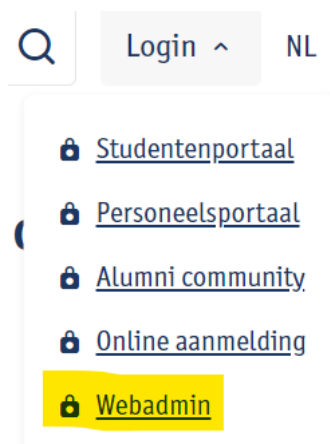 Login NL
Studentenportaal
Personeelsportaal
Alumni community
Online aanmelding
Webadmin